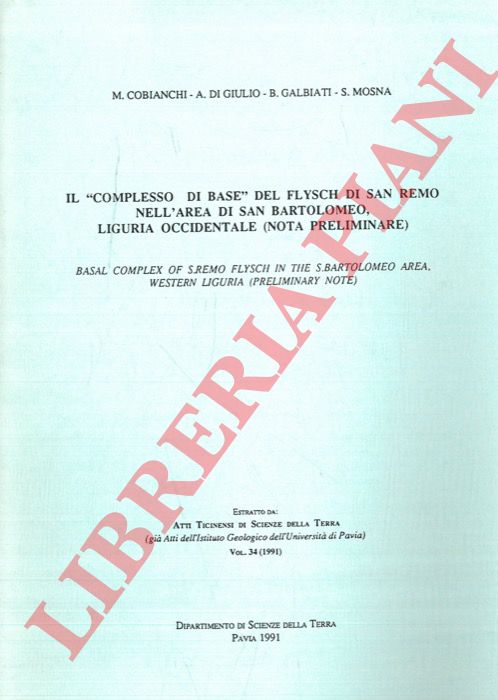 M. COBIANCHI - A. DI GIULIO - B. GALBIATI - S. MOSNA
IL “COMPLESSO DI BASE” DEL FLYSCH DI SAN REMO
NELL'AREA DI SAN BARTOLOMEO,
LIGURIA OCCIDENTALE (NOTA PRELIMINARE)
BASAL COMPLEX OF S.REMO FLYSCH IN THE S.BARTOLOMEO AREA,
WESTERN LIGURIA (PRELIMINARY NOTE)
ESTRATTO DA:
ATTI TICINENSI DI SCIENZE DELLA TERRA
(già Atti dell'Istituto Geologico dell'Università di Pavia)
VOL. 34 (1991)
DIPARTIMENTO DI SCIENZE DELLA TERRA
PAVIA 1991
LIBRERIA PIANI